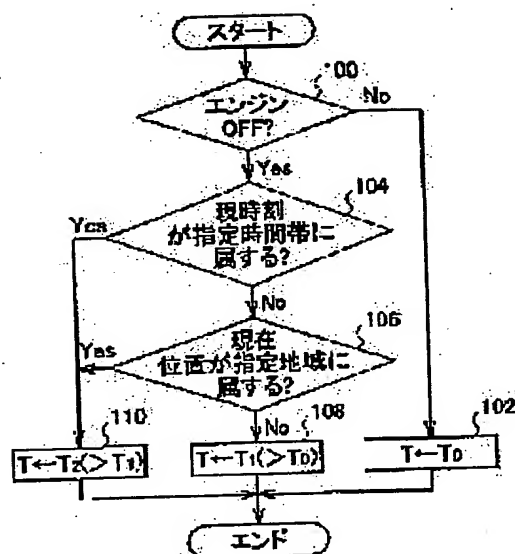 スタート
100
エンジン
OFF?
No
Yes
104
現時刻
が指定時間帯に
属する?
Yes
No
106
現在
位置が指定地域に
属する?
Yes
No
110
108
102
T←T2(>T1)
T←T1(>T0)
T←T0
エンド